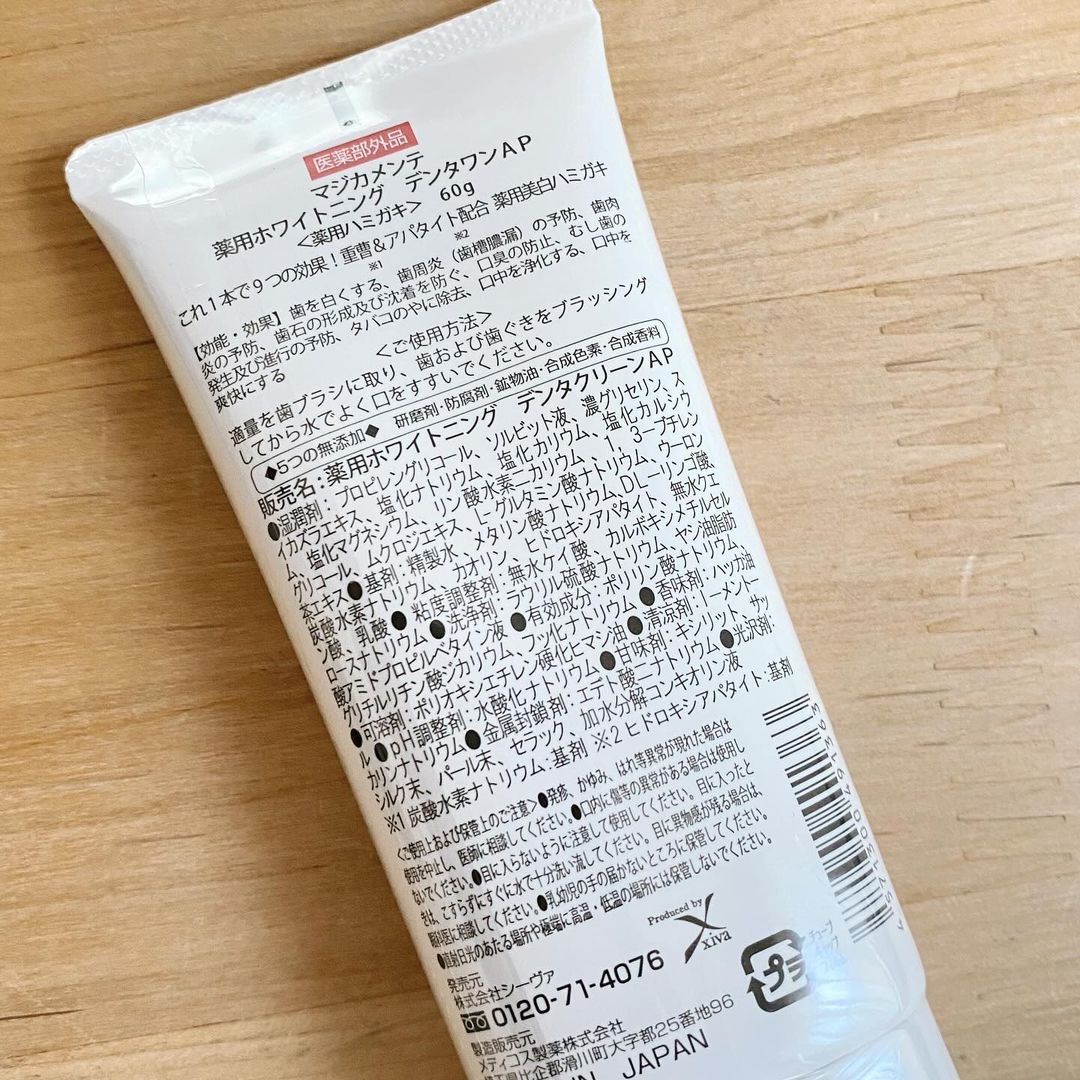 医薬部外品
マジカメンテ
薬用ホワイトニング デンタワンAP
＜薬用ハミガキ＞ 60g
これ1本で9つの効果！重曹&アパタイト配合 薬用美白ハミガキ
※1 ※2
【効能・効果】歯を白くする、歯周炎（歯槽膿漏）の予防、歯肉
炎の予防、歯石の形成及び沈着を防ぐ、口臭の防止、むし歯の
発生及び進行の予防、タバコのやに除去、口中を浄化する、口中を
爽快にする
＜ご使用方法＞
適量を歯ブラシに取り、歯および歯ぐきをブラッシング
してから水でよく口をすすいでください。
◆5つの無添加◆ 研磨剤・防腐剤・鉱物油・合成色素・合成香料
販売名：薬用ホワイトニング デンタクリーンAP
●湿潤剤：プロピレングリコール、ソルビット液、濃グリセリン、ス
イカズラエキス、塩化ナトリウム、塩化カリウム、塩化カルシウ
ム、塩化マグネシウム、リン酸水素二カリウム、1，3－ブチレン
グリコール、ムクロジエキス、L－グルタミン酸ナトリウム、ウーロン
茶エキス●基剤：精製水、メタリン酸ナトリウム、DL－リンゴ酸、
炭酸水素ナトリウム、カオリン、ヒドロキシアパタイト、無水クエ
ン酸、乳酸●粘度調整剤：無水ケイ酸、カルボキシメチルセル
ロースナトリウム●洗浄剤：ラウリル硫酸ナトリウム、ヤシ油脂肪
酸アミドプロピルベタイン液●有効成分：ポリリン酸ナトリウム、
グリチルリチン酸ジカリウム、フッ化ナトリウム●香味剤：ハッカ油
●可溶剤：ポリオキシエチレン硬化ヒマシ油●清涼剤：l－メントー
ル●pH調整剤：水酸化ナトリウム●甘味剤：キシリット、サッ
カリンナトリウム●金属封鎖剤：エデト酸二ナトリウム●光沢剤：
シルク末、パール末、セラック、加水分解コンキオリン液
※1 炭酸水素ナトリウム：基剤 ※2 ヒドロキシアパタイト：基剤
＜ご使用上および保管上のご注意＞●発疹、かゆみ、はれ等異常が現れた場合は
使用を中止し、医師に相談してください。●口内に傷等の異常がある場合は使用し
ないでください。●目に入らないように注意して使用してください。目に入ったと
きは、こすらずにすぐに水で十分洗い流してください。目に異物感が残る場合は、
眼科医に相談してください。●乳幼児の手の届かないところに保管してください。
●直射日光のあたる場所や極端に高温・低温の場所には保管しないでください。
Produced by
xiva
発売元
株式会社シーヴァ
0120-71-4076
プラ
チューブ
製造販売元
メティコス製薬株式会社
埼玉県比企郡滑川町大字都25番地96
IN JAPAN